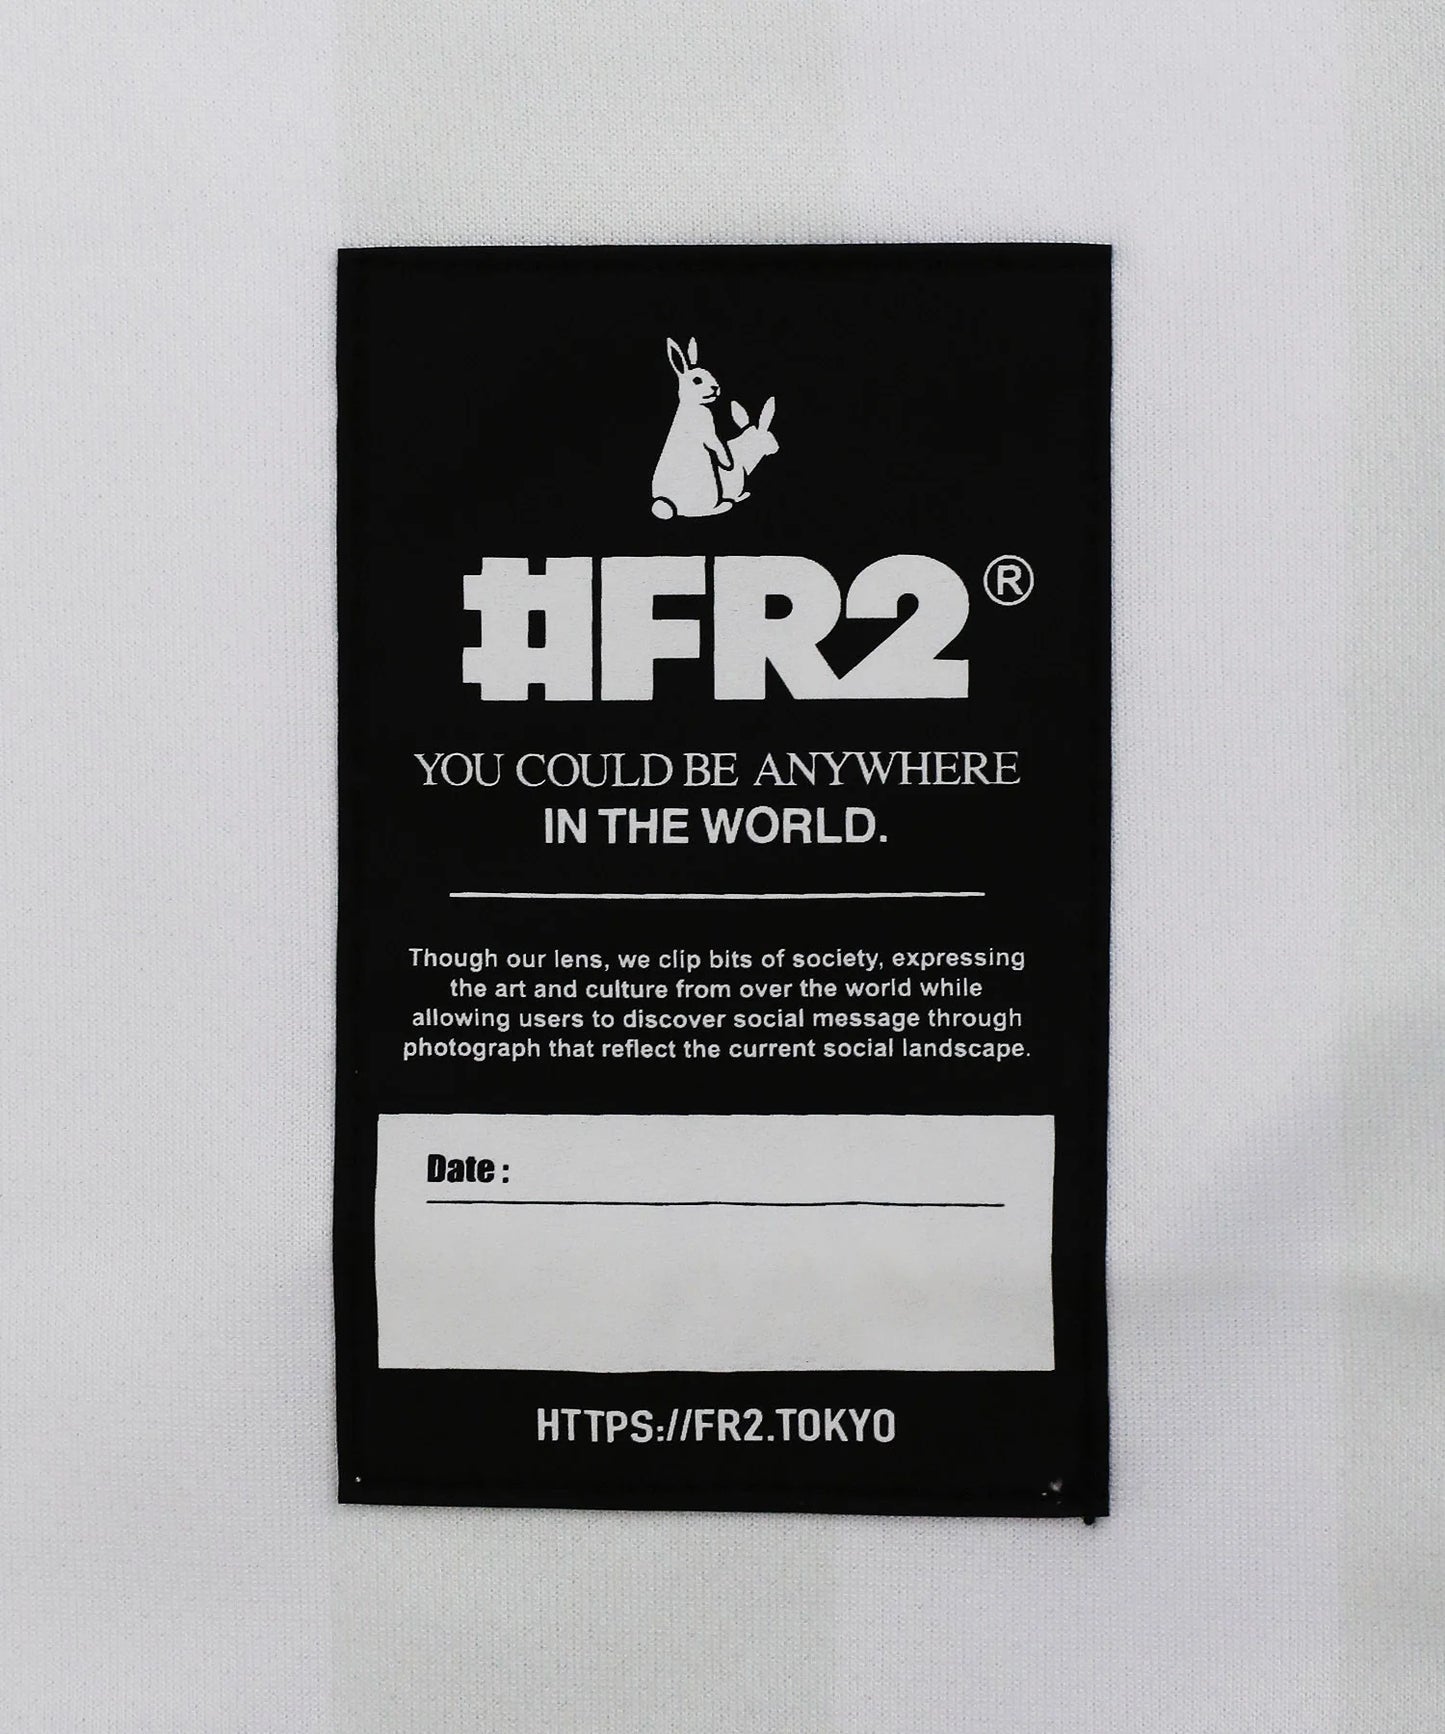 #FR2®
YOU COULD BE ANYWHERE
IN THE WORLD.
Though our lens, we clip bits of society, expressing
the art and culture from over the world while
allowing users to discover social message through
photograph that reflect the current social landscape.
Date :
HTTPS://FR2.TOKYO